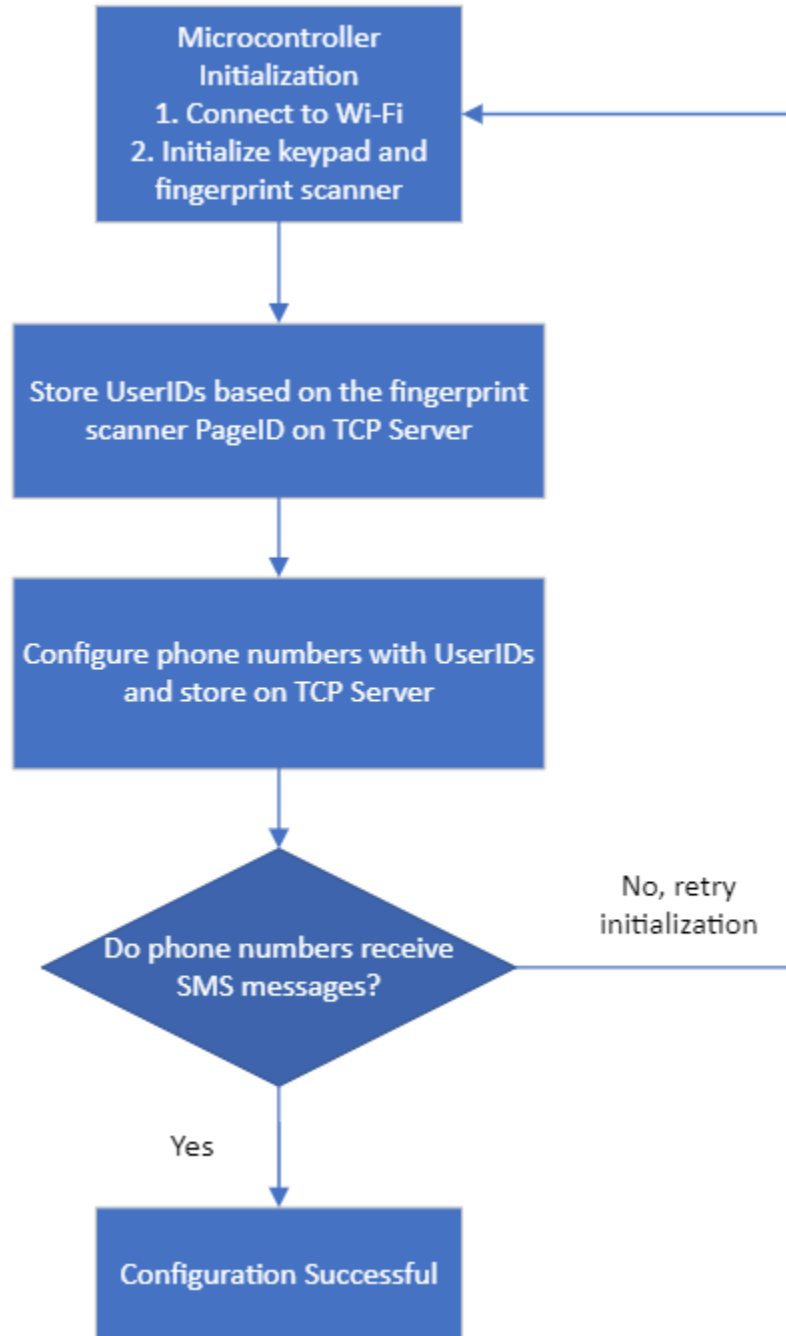 Microcontroller
Initialization
1. Connect to Wi-Fi
2. Initialize keypad and
fingerprint scanner
Store UserIDs based on the fingerprint
scanner PageID on TCP Server
Configure phone numbers with UserIDs
and store on TCP Server
Do phone numbers receive
SMS messages?
No, retry
initialization
Yes
Configuration Successful